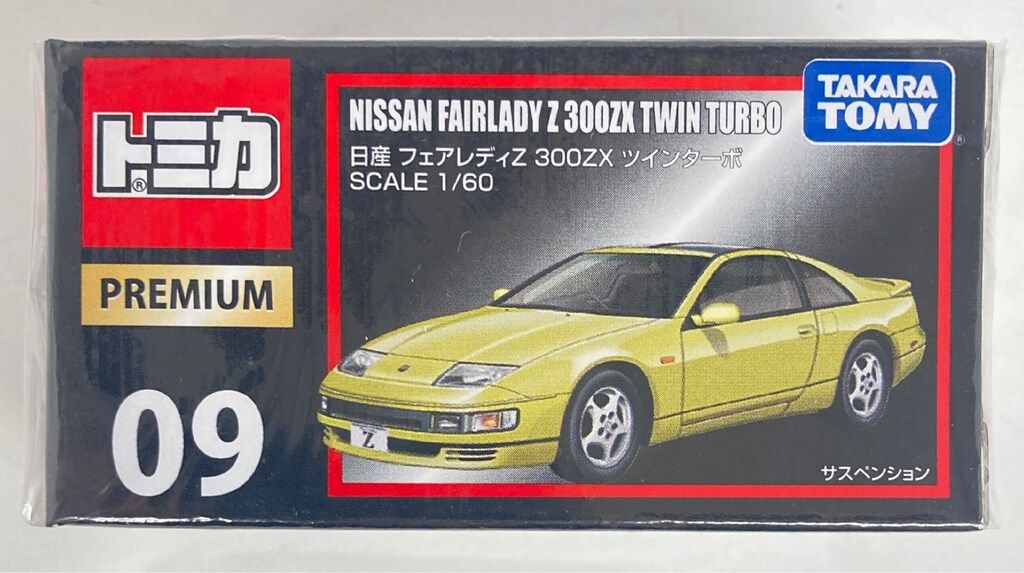 トミカ
®
PREMIUM
09
NISSAN FAIRLADY Z 300ZX TWIN TURBO
日産 フェアレディZ 300ZX ツインターボ
SCALE 1/60
TAKARA
TOMY
®
Z
サスペンション